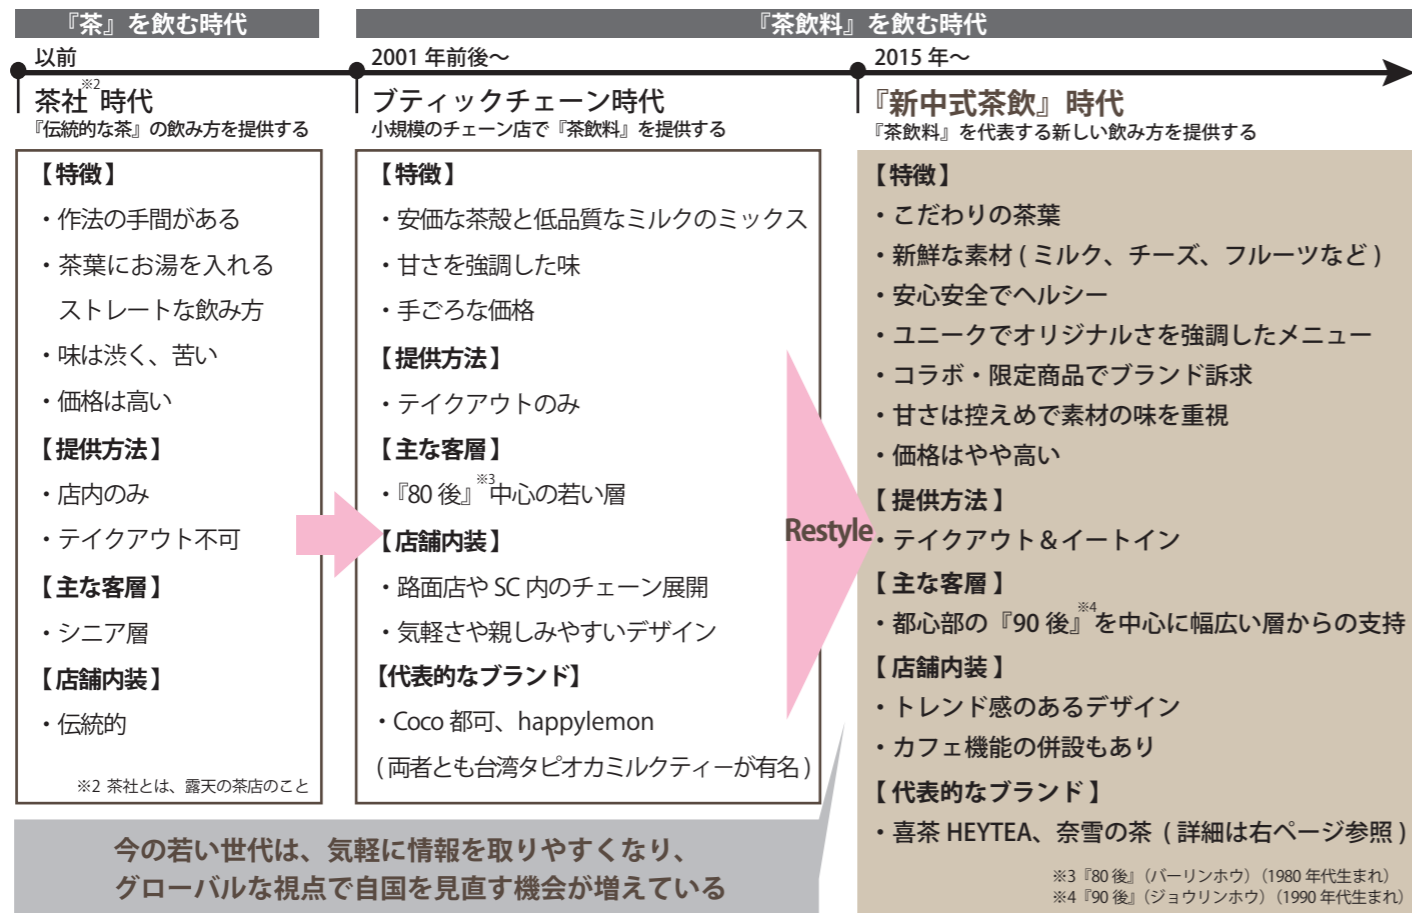 『茶』を飲む時代
『茶飲料』を飲む時代
以前
2001 年前後～
2015 年～
茶社※2時代
『伝統的な茶』の飲み方を提供する
【特徴】
・作法の手間がある
・茶葉にお湯を入れる
ストレートな飲み方
・味は渋く、苦い
・価格は高い
【提供方法】
・店内のみ
・テイクアウト不可
【主な客層】
・シニア層
【店舗内装】
・伝統的
※2 茶社とは、露天の茶店のこと
ブティックチェーン時代
小規模のチェーン店で『茶飲料』を提供する
【特徴】
・安価な茶殻と低品質なミルクのミックス
・甘さを強調した味
・手ごろな価格
【提供方法】
・テイクアウトのみ
【主な客層】
・『80 後』※3中心の若い層
【店舗内装】
・路面店や SC 内のチェーン展開
・気軽さや親しみやすいデザイン
【代表的なブランド】
・Coco 都可、happylemon
( 両者とも台湾タピオカミルクティーが有名 )
Restyle
『新中式茶飲』時代
『茶飲料』を代表する新しい飲み方を提供する
【特徴】
・こだわりの茶葉
・新鮮な素材 ( ミルク、チーズ、フルーツなど )
・安心安全でヘルシー
・ユニークでオリジナルさを強調したメニュー
・コラボ・限定商品でブランド訴求
・甘さは控えめで素材の味を重視
・価格はやや高い
【提供方法】
・テイクアウト＆イートイン
【主な客層】
・都心部の『90 後』※4を中心に幅広い層からの支持
【店舗内装】
・トレンド感のあるデザイン
・カフェ機能の併設もあり
【代表的なブランド】
・喜茶 HEYTEA、奈雪の茶 ( 詳細は右ページ参照 )
※3『80 後』（バーリンホウ）（1980 年代生まれ）
※4『90 後』（ジョウリンホウ）（1990 年代生まれ）
今の若い世代は、気軽に情報を取りやすくなり、
グローバルな視点で自国を見直す機会が増えている